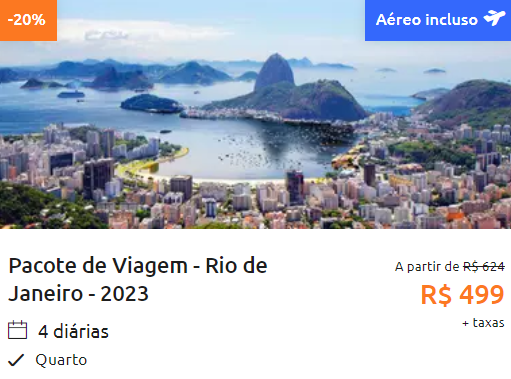 -20%
Aéreo incluso
Pacote de Viagem - Rio de
Janeiro - 2023
A partir de R$ 624
R$ 499
+ taxas
4 diárias
Quarto